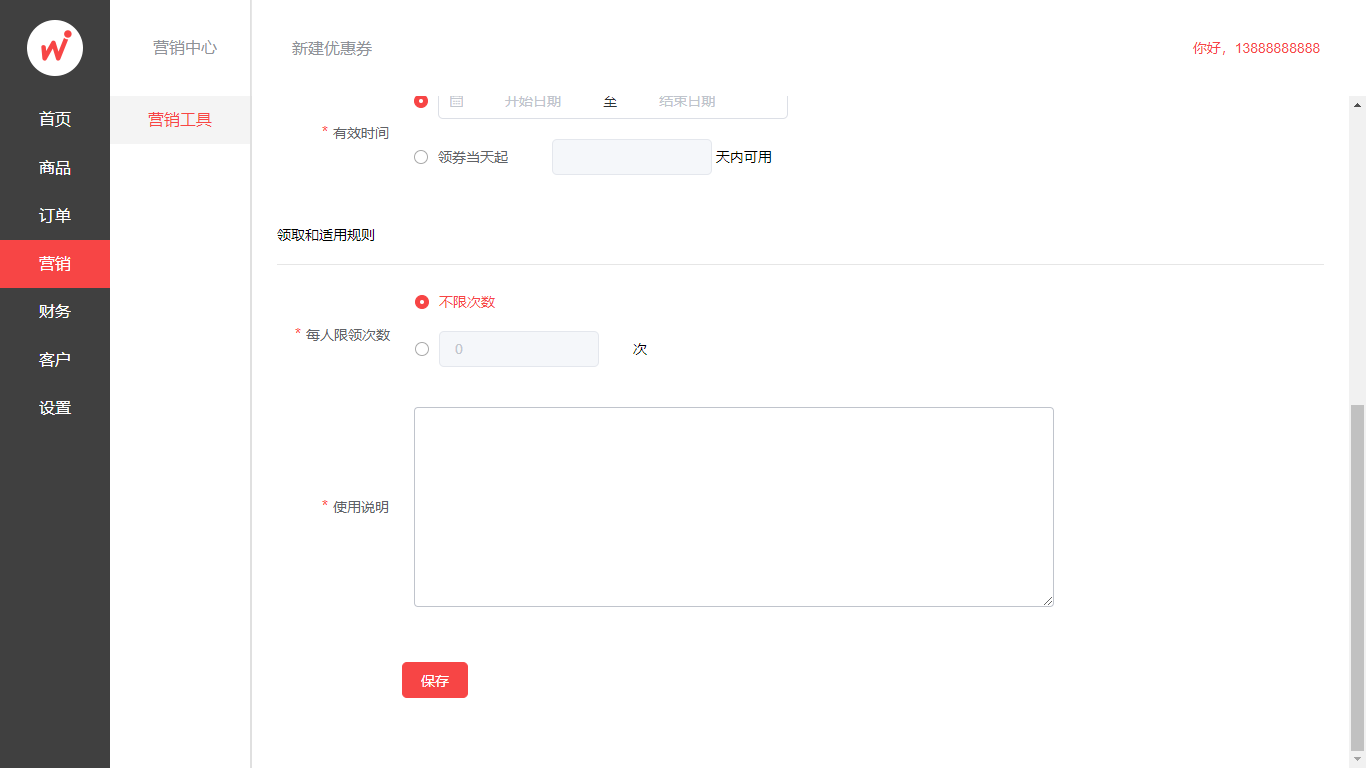 营销中心
新建优惠券
你好，13888888888
首页
商品
订单
营销
财务
客户
设置
营销工具
开始日期 至 结束日期
* 有效时间
领券当天起 天内可用
领取和适用规则
不限次数
* 每人限领次数
0 次
* 使用说明
保存